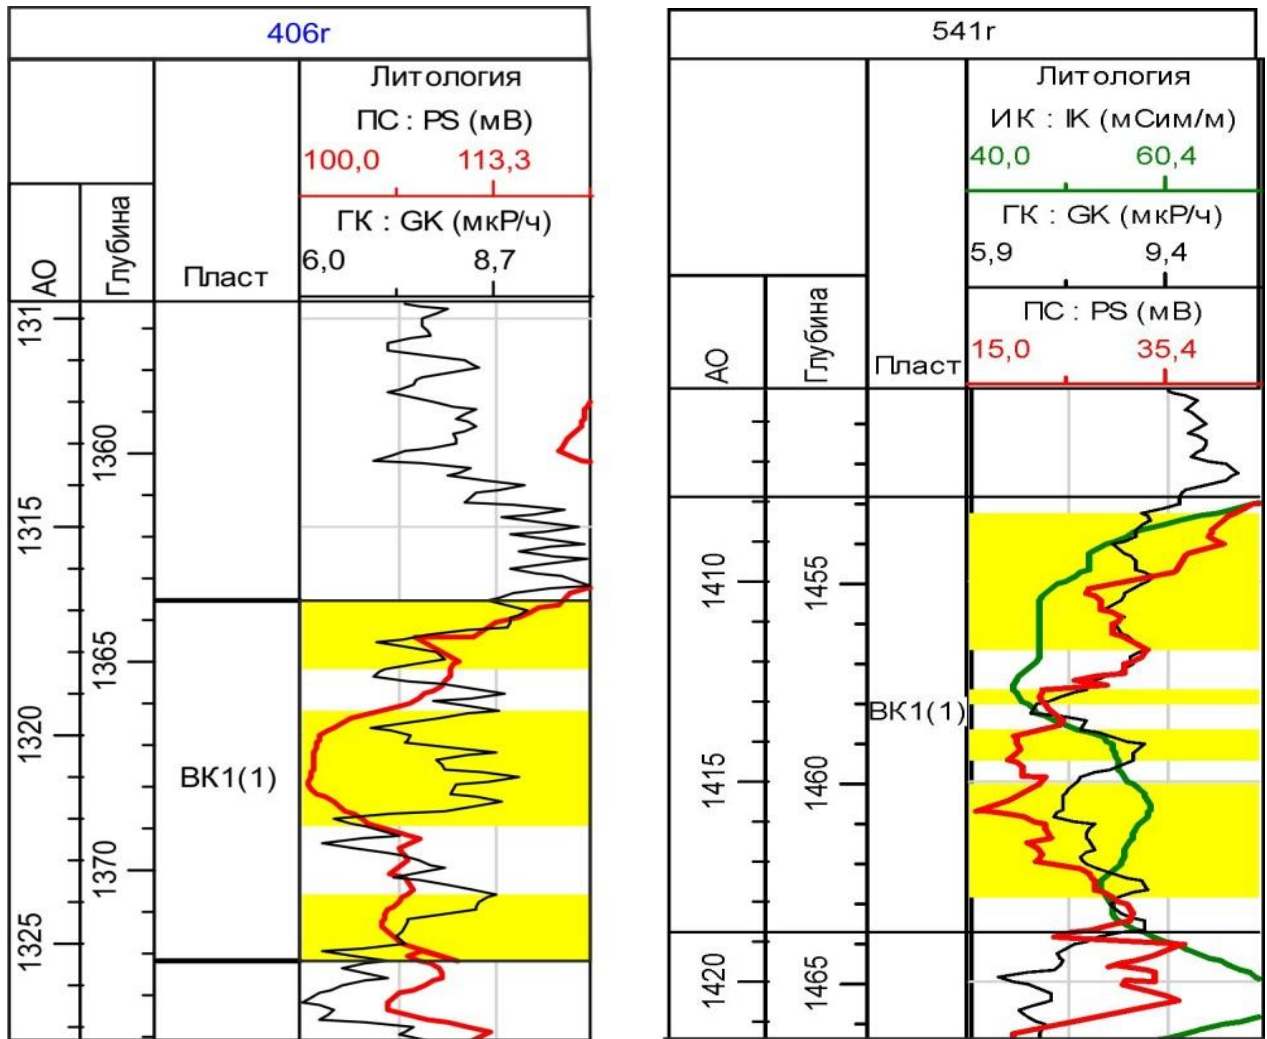 406r
Литология
ПС : PS (мВ)
100,0 113,3
ГК : GK (мкР/ч)
6,0 8,7
АО
Глубина
Пласт
131
1315
1320
1325
1360
1365
1370
ВК1(1)
541r
Литология
ИК : IK (мСим/м)
40,0 60,4
ГК : GK (мкР/ч)
5,9 9,4
ПС : PS (мВ)
15,0 35,4
АО
Глубина
Пласт
1410
1415
1420
1455
1460
1465
ВК1(1)